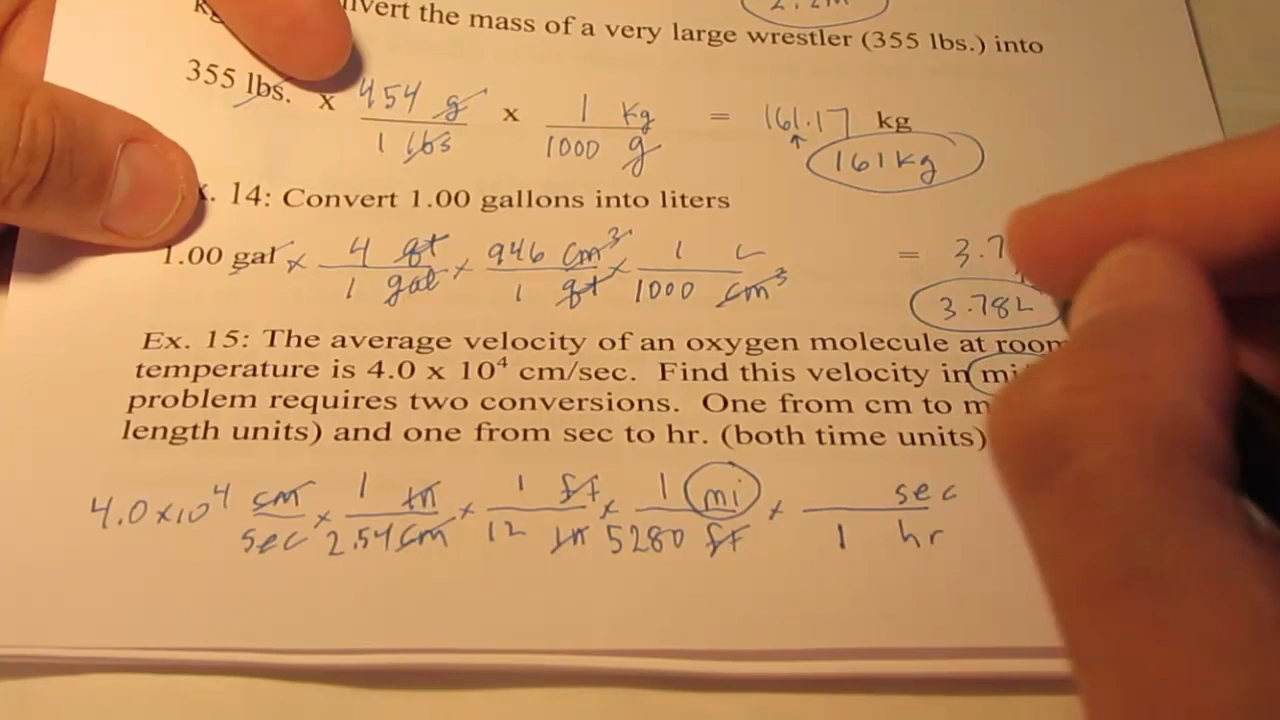 2.2m
the mass of a very large wrestler (355 lbs.) into
355 lbs. x 454 g / 1 lbs x 1 kg / 1000 g = 161.17 kg
161 kg
14: Convert 1.00 gallons into liters
1.00 gal x 4 qt / 1 gal x 946 cm³ / 1 qt x 1 L / 1000 cm³ = 3.7
3.78 L
Ex. 15: The average velocity of an oxygen molecule at room
temperature is 4.0 x 10⁴ cm/sec. Find this velocity in mi
problem requires two conversions. One from cm to m
length units) and one from sec to hr. (both time units)
4.0 x 10⁴ cm / sec x 1 in / 2.54 cm x 1 ft / 12 in x 1 mi / 5280 ft x sec / 1 hr